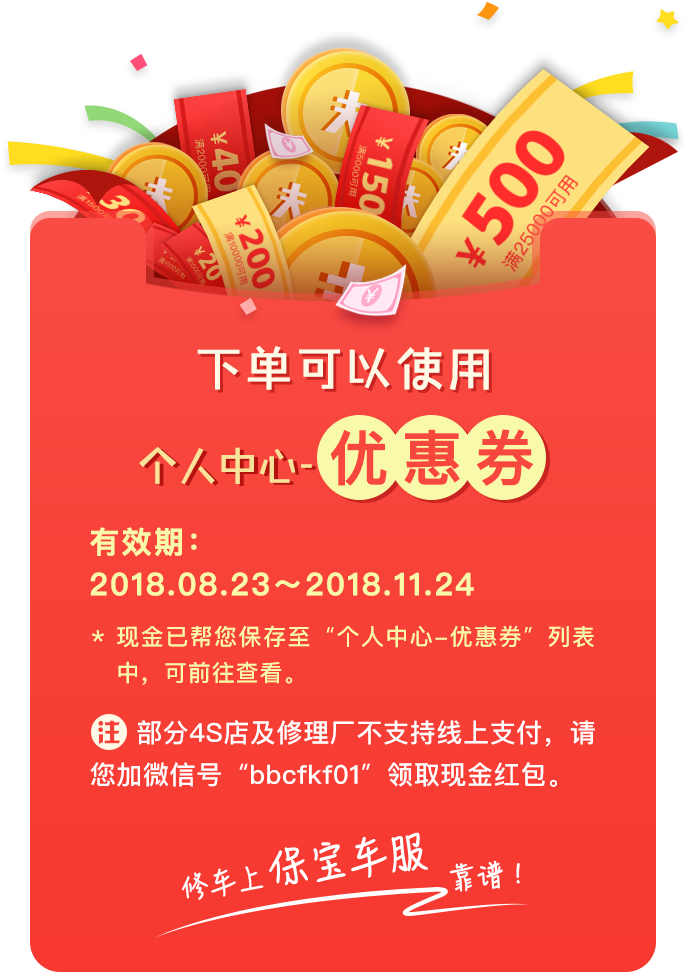 40
满2000可用
150
满5000可用
500
满25000可用
30
20
200
满10000可用
下单可以使用
个人中心-优惠券
有效期：
2018.08.23～2018.11.24
* 现金已帮您保存至“个人中心-优惠券”列表
中，可前往查看。
注 部分4S店及修理厂不支持线上支付，请
您加微信号“bbcfkf01”领取现金红包。
修车上保宝车服靠谱！